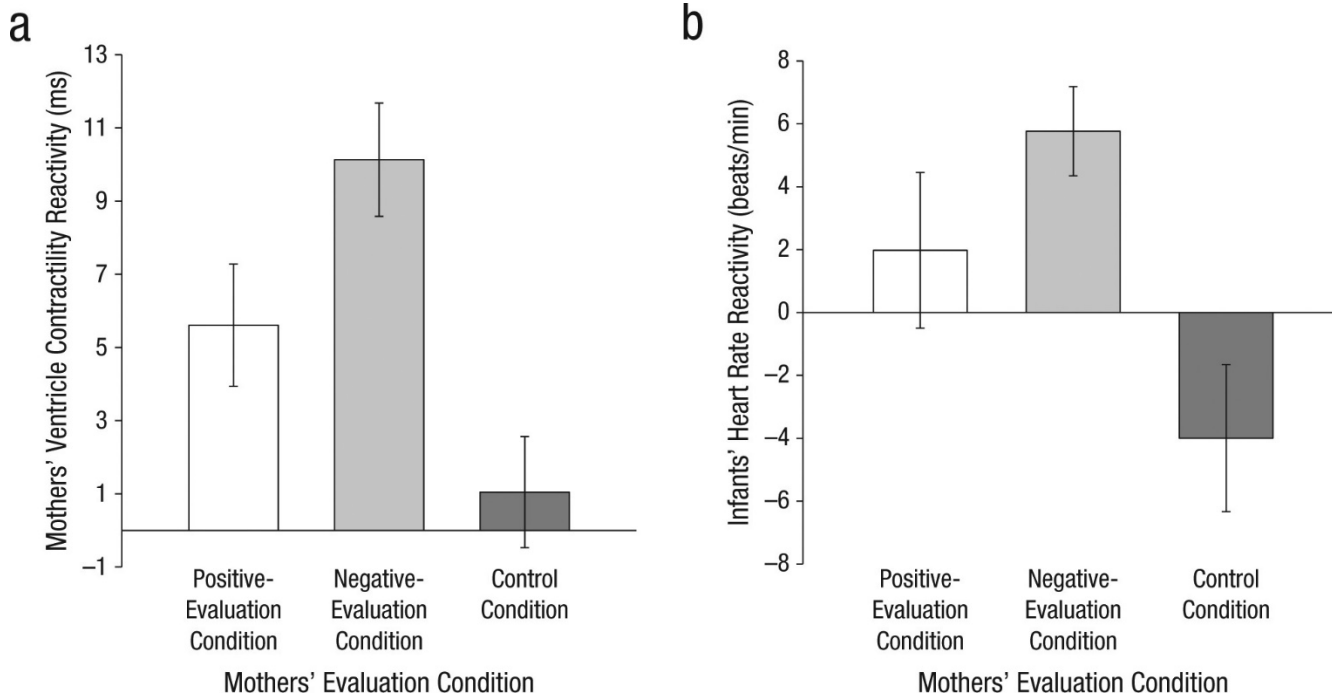 a
Mothers’ Ventricle Contractility Reactivity (ms)
13
11
9
7
5
3
1
–1
Positive-
Evaluation
Condition
Negative-
Evaluation
Condition
Control
Condition
Mothers’ Evaluation Condition
b
Infants’ Heart Rate Reactivity (beats/min)
8
6
4
2
0
–2
–4
–6
–8
Positive-
Evaluation
Condition
Negative-
Evaluation
Condition
Control
Condition
Mothers’ Evaluation Condition